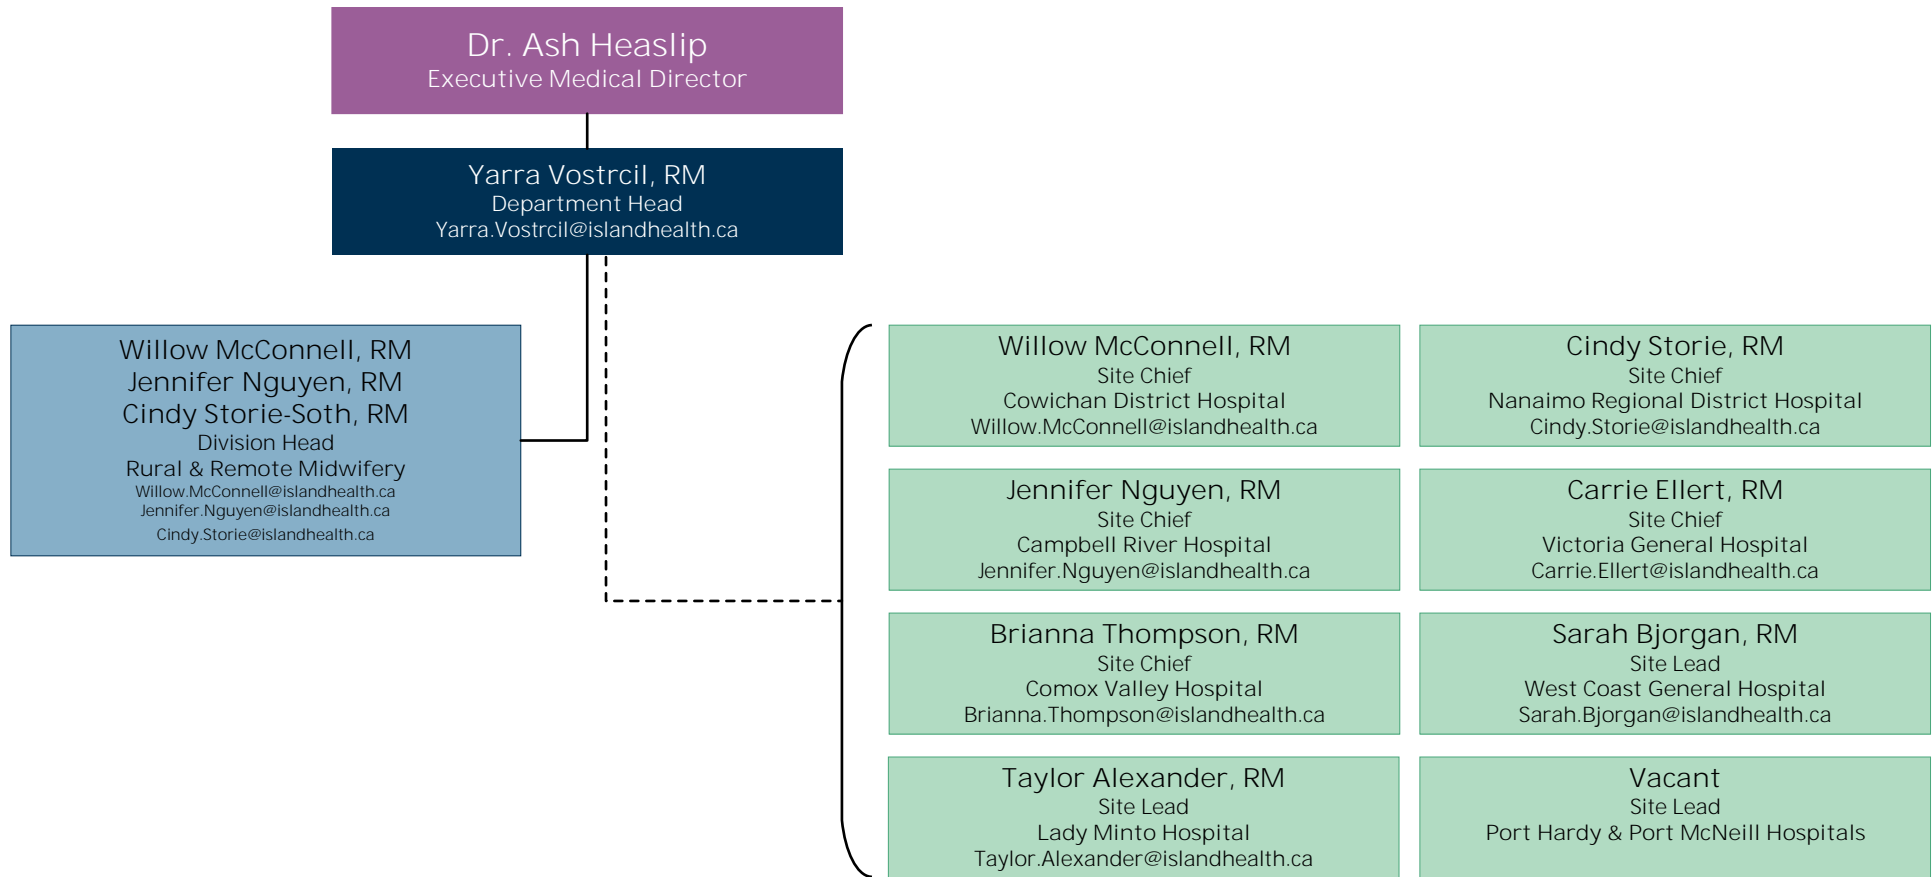 Dr. Ash Heaslip
Executive Medical Director
Yarra Vostrcil, RM
Department Head
Yarra.Vostrcil@islandhealth.ca
Willow McConnell, RM
Jennifer Nguyen, RM
Cindy Storie-Soth, RM
Division Head
Rural & Remote Midwifery
Willow.McConnell@islandhealth.ca
Jennifer.Nguyen@islandhealth.ca
Cindy.Storie@islandhealth.ca
Willow McConnell, RM
Site Chief
Cowichan District Hospital
Willow.McConnell@islandhealth.ca
Cindy Storie, RM
Site Chief
Nanaimo Regional District Hospital
Cindy.Storie@islandhealth.ca
Jennifer Nguyen, RM
Site Chief
Campbell River Hospital
Jennifer.Nguyen@islandhealth.ca
Carrie Ellert, RM
Site Chief
Victoria General Hospital
Carrie.Ellert@islandhealth.ca
Brianna Thompson, RM
Site Chief
Comox Valley Hospital
Brianna.Thompson@islandhealth.ca
Sarah Bjorgan, RM
Site Lead
West Coast General Hospital
Sarah.Bjorgan@islandhealth.ca
Taylor Alexander, RM
Site Lead
Lady Minto Hospital
Taylor.Alexander@islandhealth.ca
Vacant
Site Lead
Port Hardy & Port McNeill Hospitals